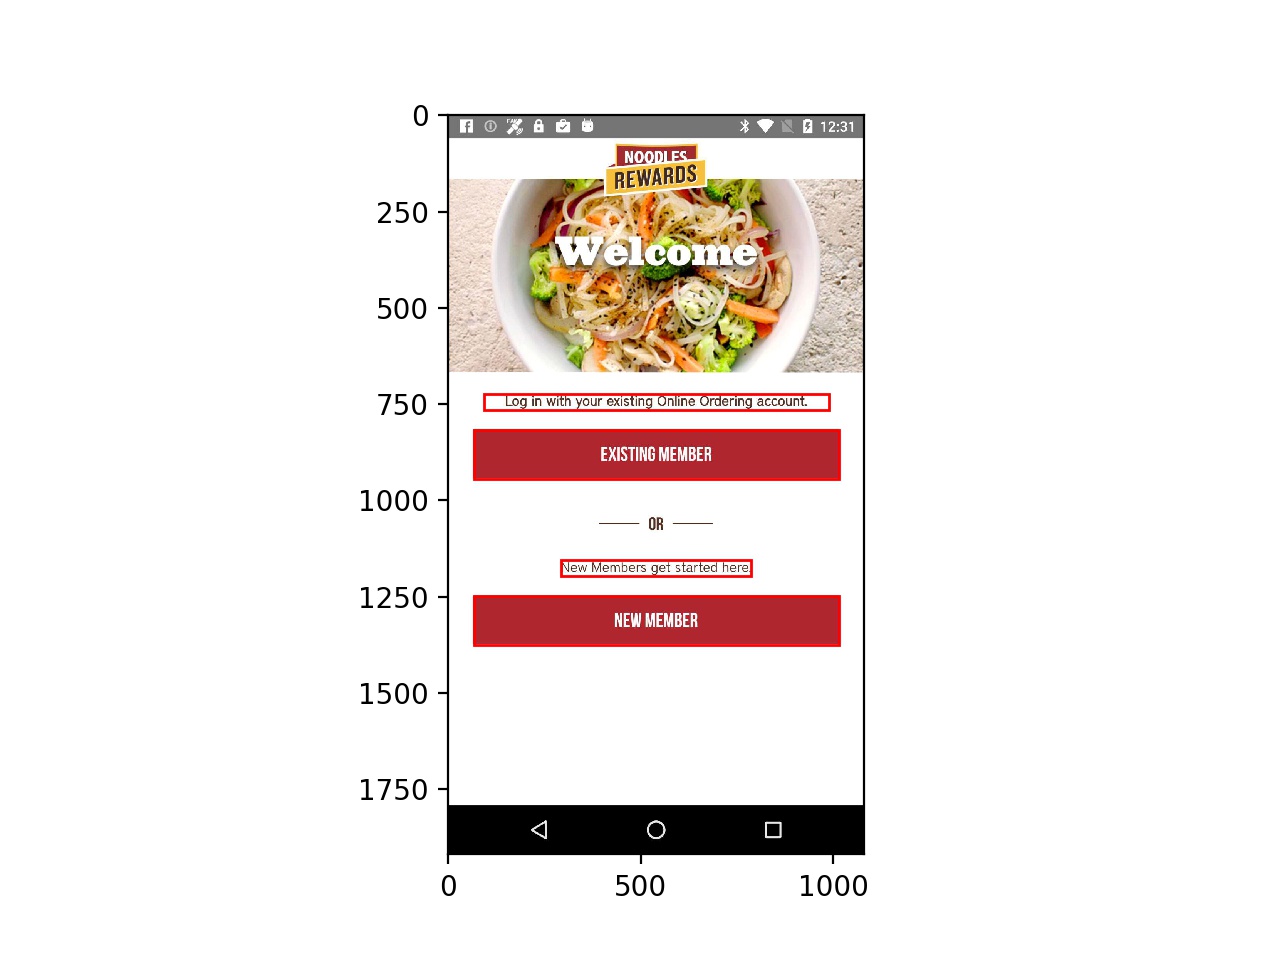 0
12:31
NOODLES
REWARDS
250
Welcome
500
750
Log in with your existing Online Ordering account.
EXISTING MEMBER
1000
OR
New Members get started here.
1250
NEW MEMBER
1500
1750
0
500
1000